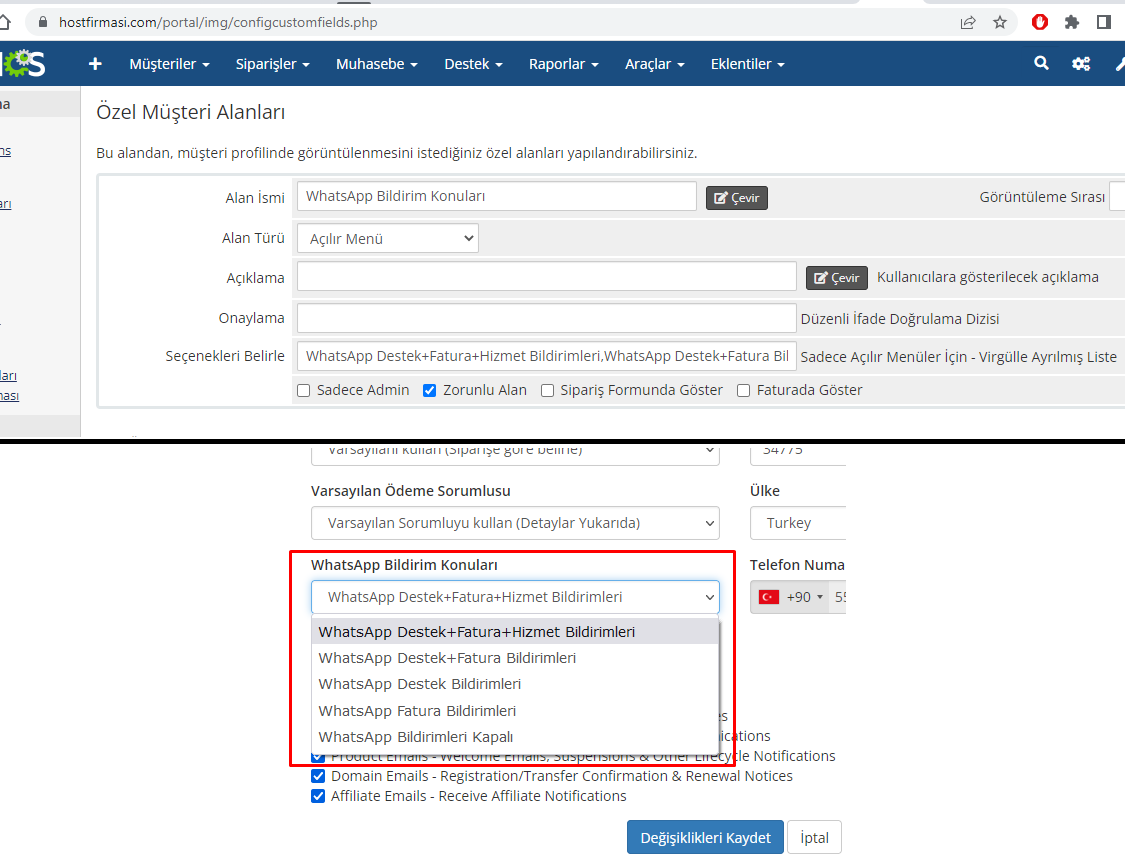 hostfirmasi.com/portal/img/configcustomfields.php
Müşteriler Siparişler Muhasebe Destek Raporlar Araçlar Eklentiler
Özel Müşteri Alanları
Bu alandan, müşteri profilinde görüntülenmesini istediğiniz özel alanları yapılandırabilirsiniz.
Alan İsmi WhatsApp Bildirim Konuları Çevir Görüntüleme Sırası
Alan Türü Açılır Menü
Açıklama Çevir Kullanıcılara gösterilecek açıklama
Onaylama Düzenli İfade Doğrulama Dizisi
Seçenekleri Belirle WhatsApp Destek+Fatura+Hizmet Bildirimleri,WhatsApp Destek+Fatura Bil Sadece Açılır Menüler İçin - Virgülle Ayrılmış Liste
Sadece Admin Zorunlu Alan Sipariş Formunda Göster Faturada Göster
Varsayılanı kullan (Siparişe göre belirle) 34775
Varsayılan Ödeme Sorumlusu Ülke
Varsayılan Sorumluyu kullan (Detaylar Yukarıda) Turkey
WhatsApp Bildirim Konuları Telefon Numa
WhatsApp Destek+Fatura+Hizmet Bildirimleri +90 55
WhatsApp Destek+Fatura+Hizmet Bildirimleri
WhatsApp Destek+Fatura Bildirimleri
WhatsApp Destek Bildirimleri
WhatsApp Fatura Bildirimleri
WhatsApp Bildirimleri Kapalı
Product Emails - Welcome Emails, Suspensions & Other Lifecycle Notifications
Domain Emails - Registration/Transfer Confirmation & Renewal Notices
Affiliate Emails - Receive Affiliate Notifications
Değişiklikleri Kaydet İptal